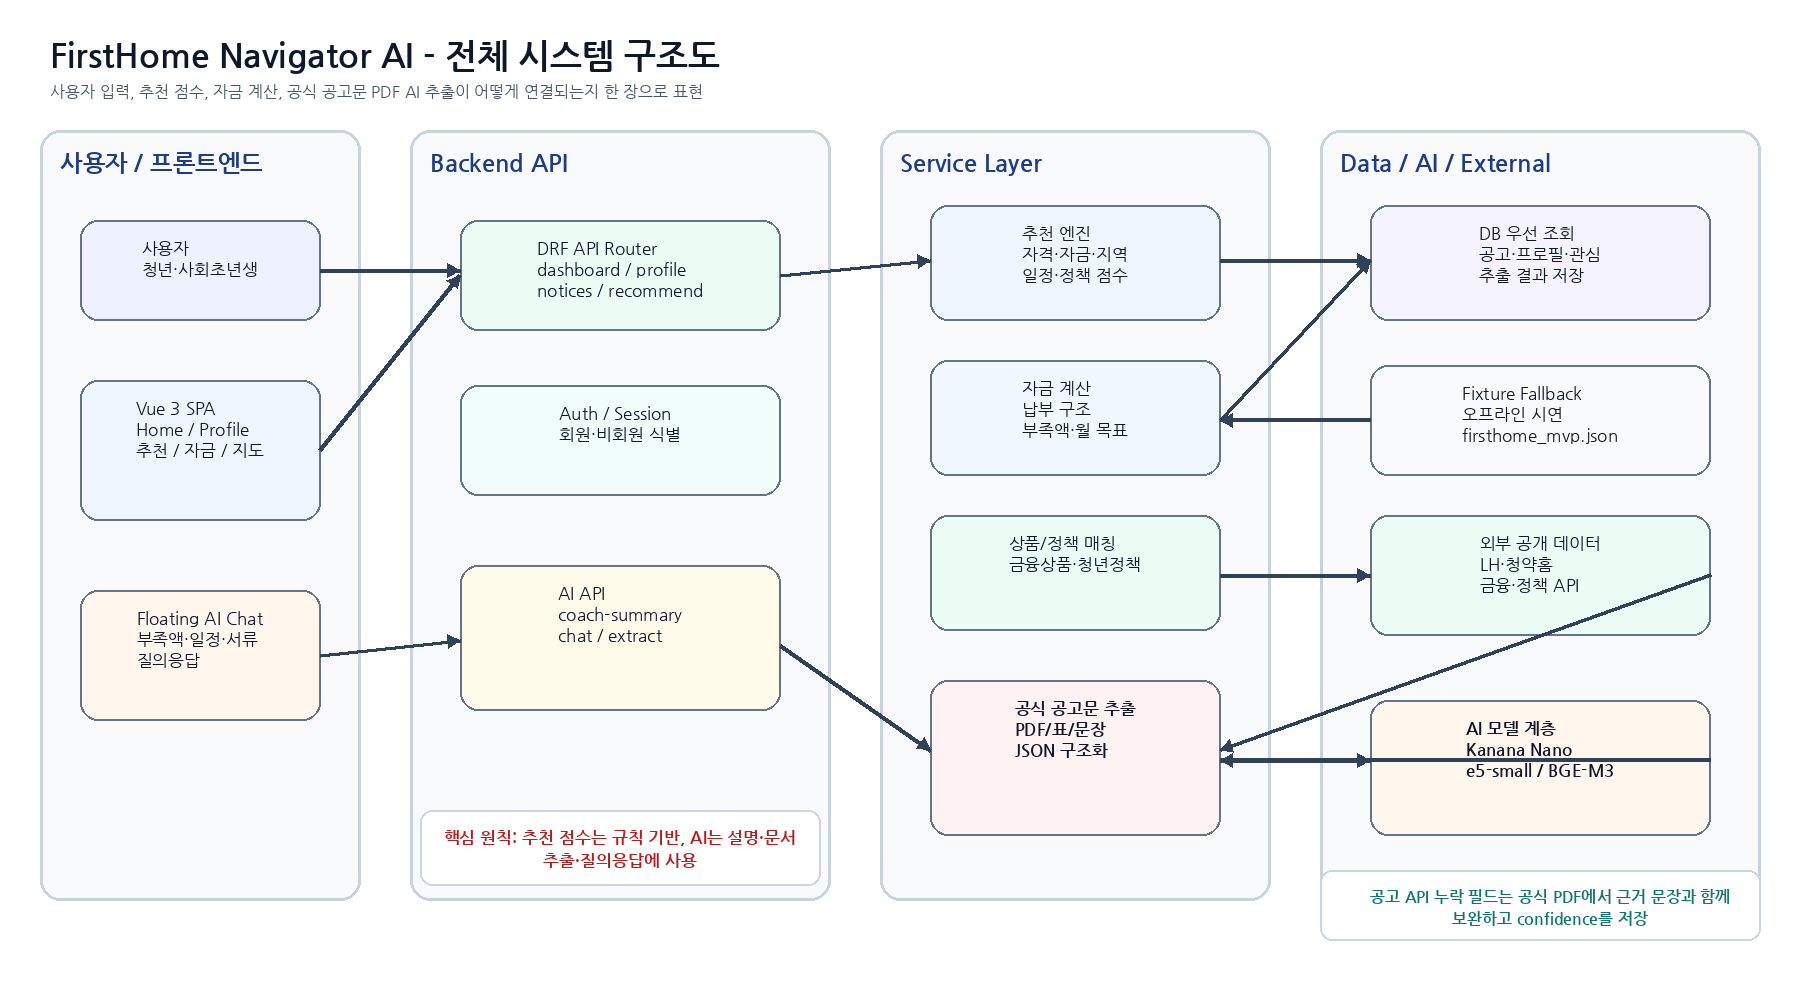 FirstHome Navigator AI - 전체 시스템 구조도
사용자 입력, 추천 점수, 자금 계산, 공식 공고문 PDF AI 추출이 어떻게 연결되는지 한 장으로 표현
사용자 / 프론트엔드
사용자
청년·사회초년생
Vue 3 SPA
Home / Profile
추천 / 자금 / 지도
Floating AI Chat
부족액·일정·서류
질의응답
Backend API
DRF API Router
dashboard / profile
notices / recommend
Auth / Session
회원·비회원 식별
AI API
coach-summary
chat / extract
핵심 원칙: 추천 점수는 규칙 기반, AI는 설명·문서
추출·질의응답에 사용
Service Layer
추천 엔진
자격·자금·지역
일정·정책 점수
자금 계산
납부 구조
부족액·월 목표
상품/정책 매칭
금융상품·청년정책
공식 공고문 추출
PDF/표/문장
JSON 구조화
Data / AI / External
DB 우선 조회
공고·프로필·관심
추출 결과 저장
Fixture Fallback
오프라인 시연
firsthome_mvp.json
외부 공개 데이터
LH·청약홈
금융·정책 API
AI 모델 계층
Kanana Nano
e5-small / BGE-M3
공고 API 누락 필드는 공식 PDF에서 근거 문장과 함께
보완하고 confidence를 저장